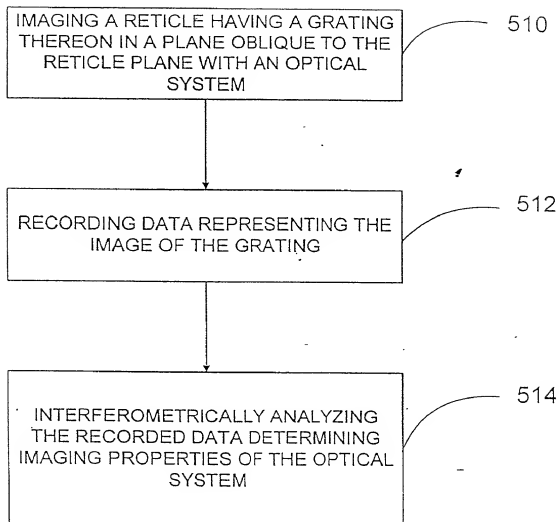 IMAGING A RETICLE HAVING A GRATING
THEREON IN A PLANE OBLIQUE TO THE
RETICLE PLANE WITH AN OPTICAL
SYSTEM
510
RECORDING DATA REPRESENTING THE
IMAGE OF THE GRATING
512
INTERFEROMETRICALLY ANALYZING
THE RECORDED DATA DETERMINING
IMAGING PROPERTIES OF THE OPTICAL
SYSTEM
514